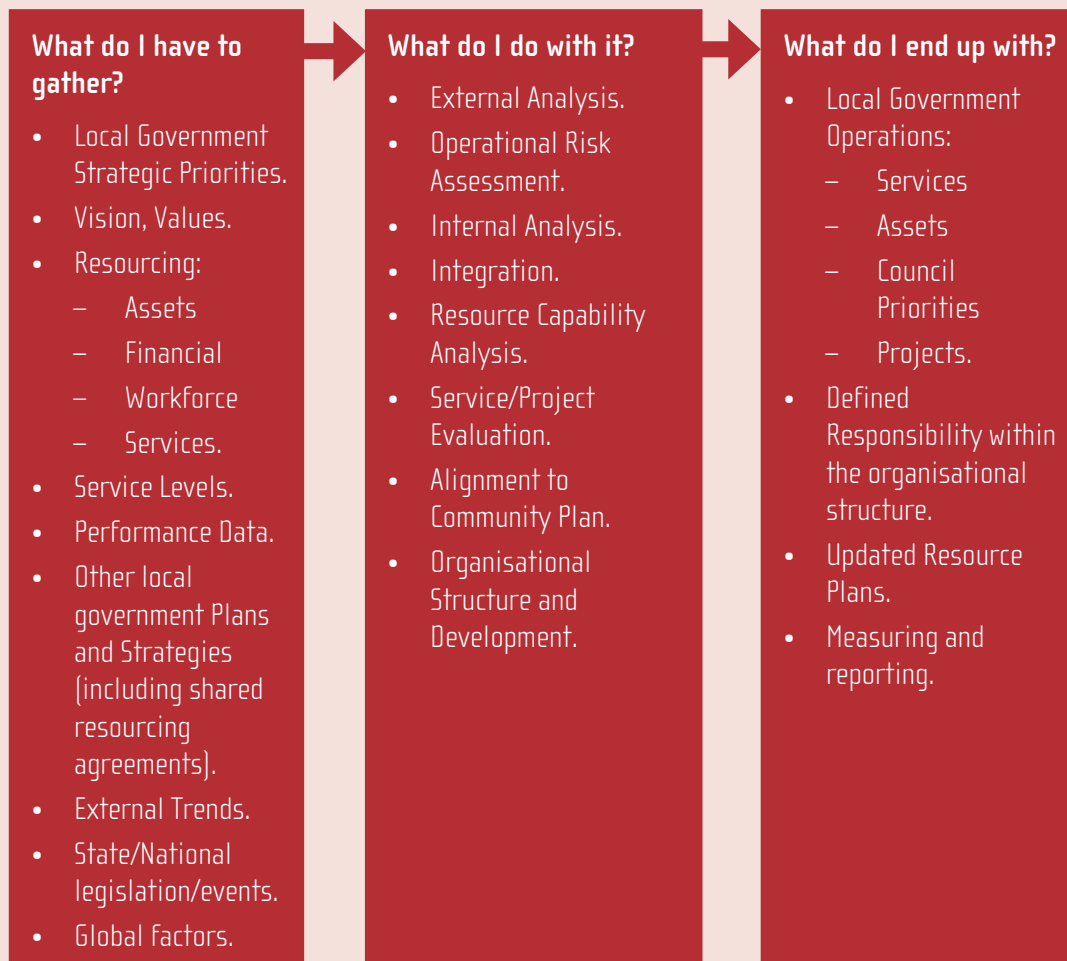 What do I have to
gather?
• Local Government
Strategic Priorities.
• Vision, Values.
• Resourcing:
– Assets
– Financial
– Workforce
– Services.
• Service Levels.
• Performance Data.
• Other local
government Plans
and Strategies
(including shared
resourcing
agreements).
• External Trends.
• State/National
legislation/events.
• Global factors.
What do I do with it?
• External Analysis.
• Operational Risk
Assessment.
• Internal Analysis.
• Integration.
• Resource Capability
Analysis.
• Service/Project
Evaluation.
• Alignment to
Community Plan.
• Organisational
Structure and
Development.
What do I end up with?
• Local Government
Operations:
– Services
– Assets
– Council
Priorities
– Projects.
• Defined
Responsibility within
the organisational
structure.
• Updated Resource
Plans.
• Measuring and
reporting.